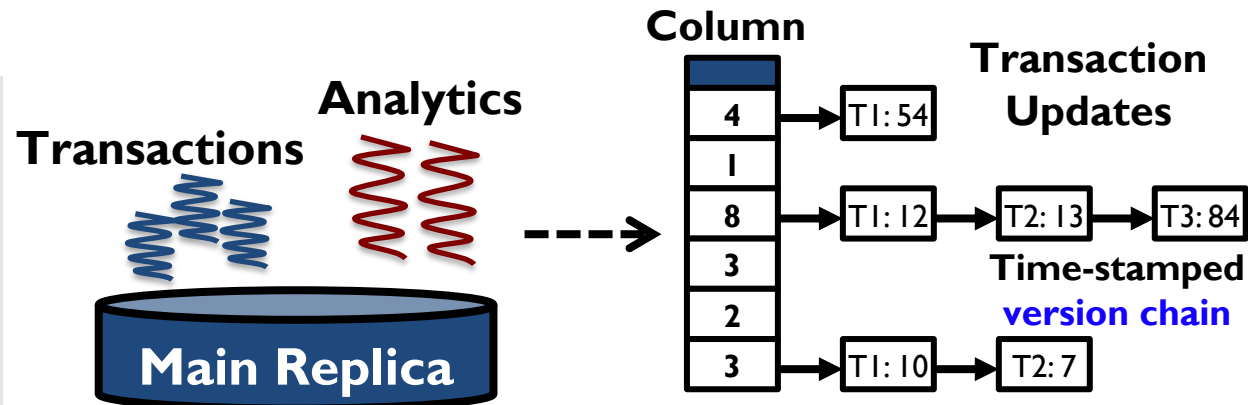 Column
Transaction
Updates
Analytics
Transactions
4
T1: 54
1
8
T1: 12
T2: 13
T3: 84
3
Time-stamped
version chain
2
3
T1: 10
T2: 7
Main Replica